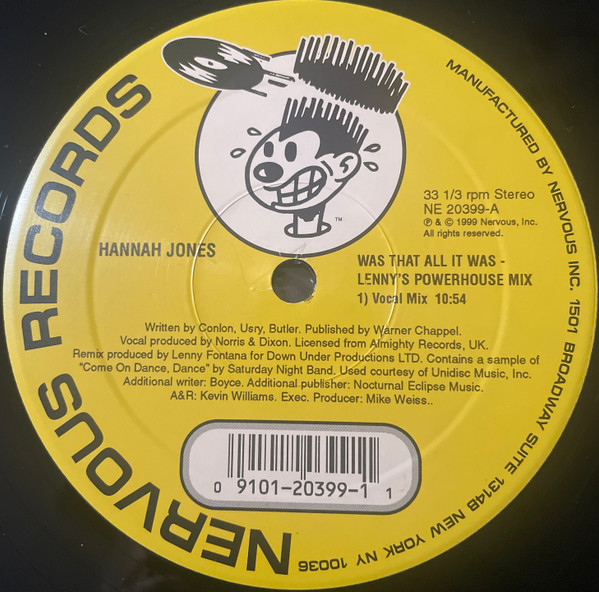 NERVOUS RECORDS
MANUFACTURED BY NERVOUS INC. 1501 BROADWAY SUITE 1314B NEW YORK NY 10036
TM
33 1/3 rpm Stereo
NE 20399-A
℗ & © 1999 Nervous, Inc.
All rights reserved.
HANNAH JONES
WAS THAT ALL IT WAS -
LENNY'S POWERHOUSE MIX
1) Vocal Mix 10:54
Written by Conlon, Usry, Butler. Published by Warner Chappel.
Vocal produced by Norris & Dixon. Licensed from Almighty Records, UK.
Remix produced by Lenny Fontana for Down Under Productions LTD. Contains a sample of
"Come On Dance, Dance" by Saturday Night Band. Used courtesy of Unidisc Music, Inc.
Additional writer: Boyce. Additional publisher: Nocturnal Eclipse Music.
A&R: Kevin Williams. Exec. Producer: Mike Weiss..
0 9101-20399-1 1